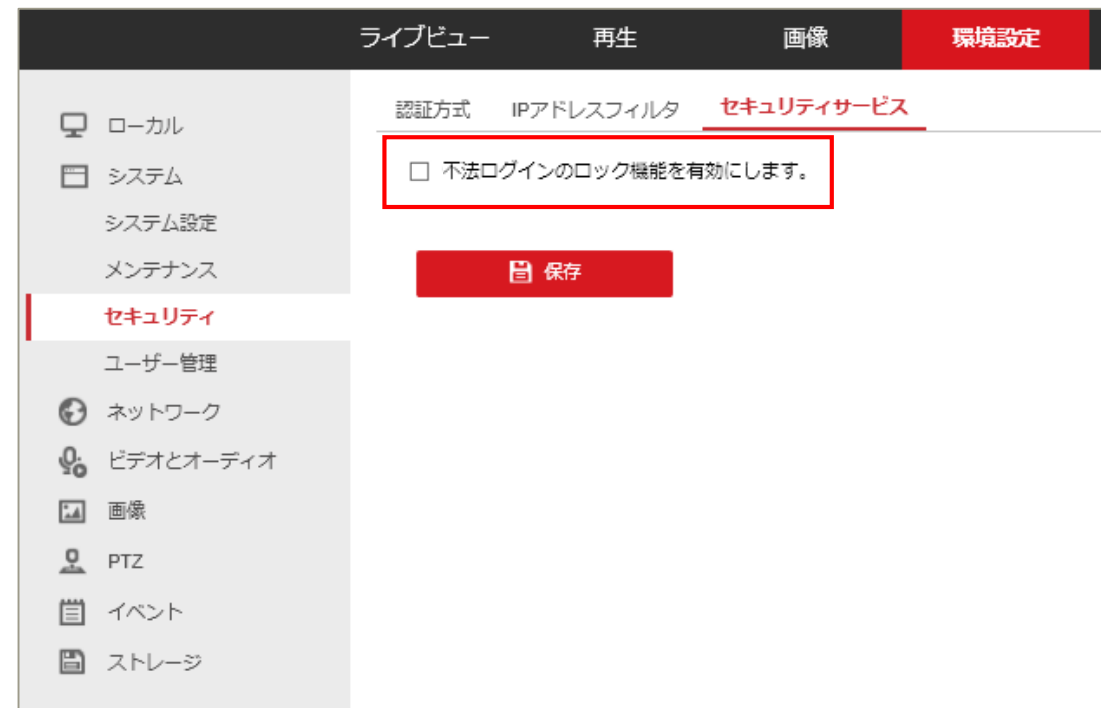 ライブビュー 再生 画像 環境設定
認証方式 IPアドレスフィルタ セキュリティサービス
不法ログインのロック機能を有効にします。
保存
ローカル
システム
システム設定
メンテナンス
セキュリティ
ユーザー管理
ネットワーク
ビデオとオーディオ
画像
PTZ
イベント
ストレージ